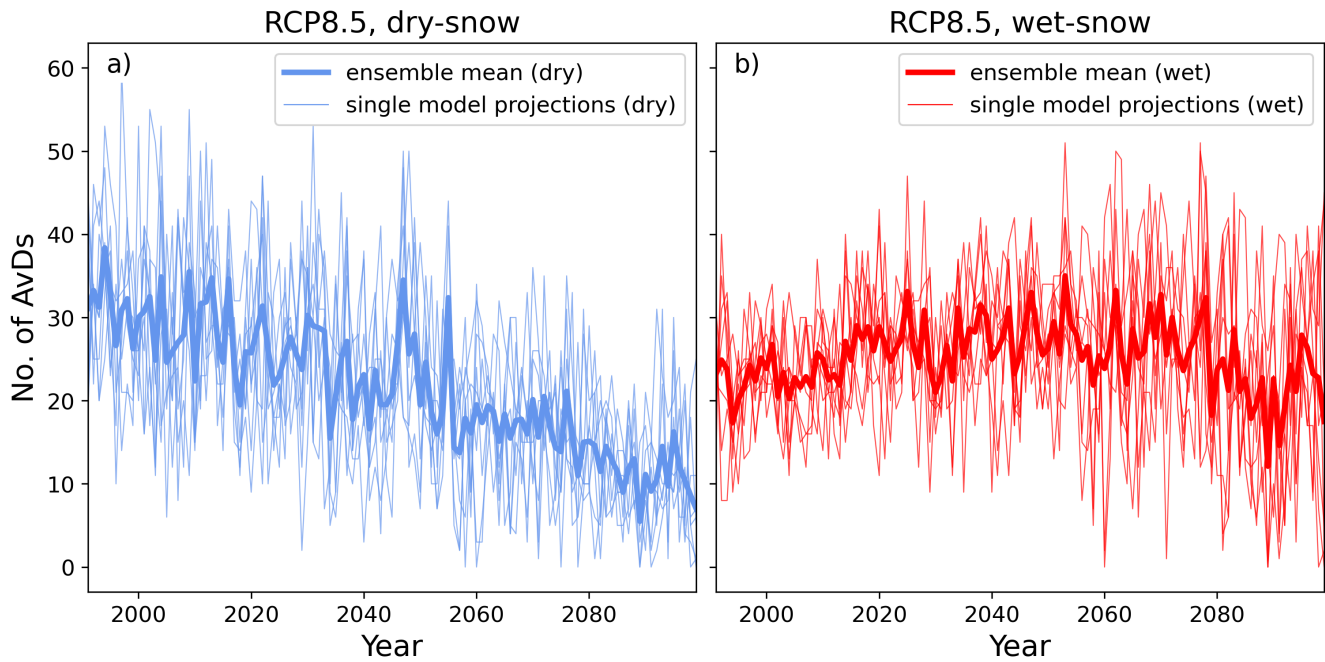 RCP8.5, dry-snow
a)
ensemble mean (dry)
single model projections (dry)
60
50
40
30
20
10
0
No. of AvDs
2000 2020 2040 2060 2080
Year
RCP8.5, wet-snow
b)
ensemble mean (wet)
single model projections (wet)
2000 2020 2040 2060 2080
Year